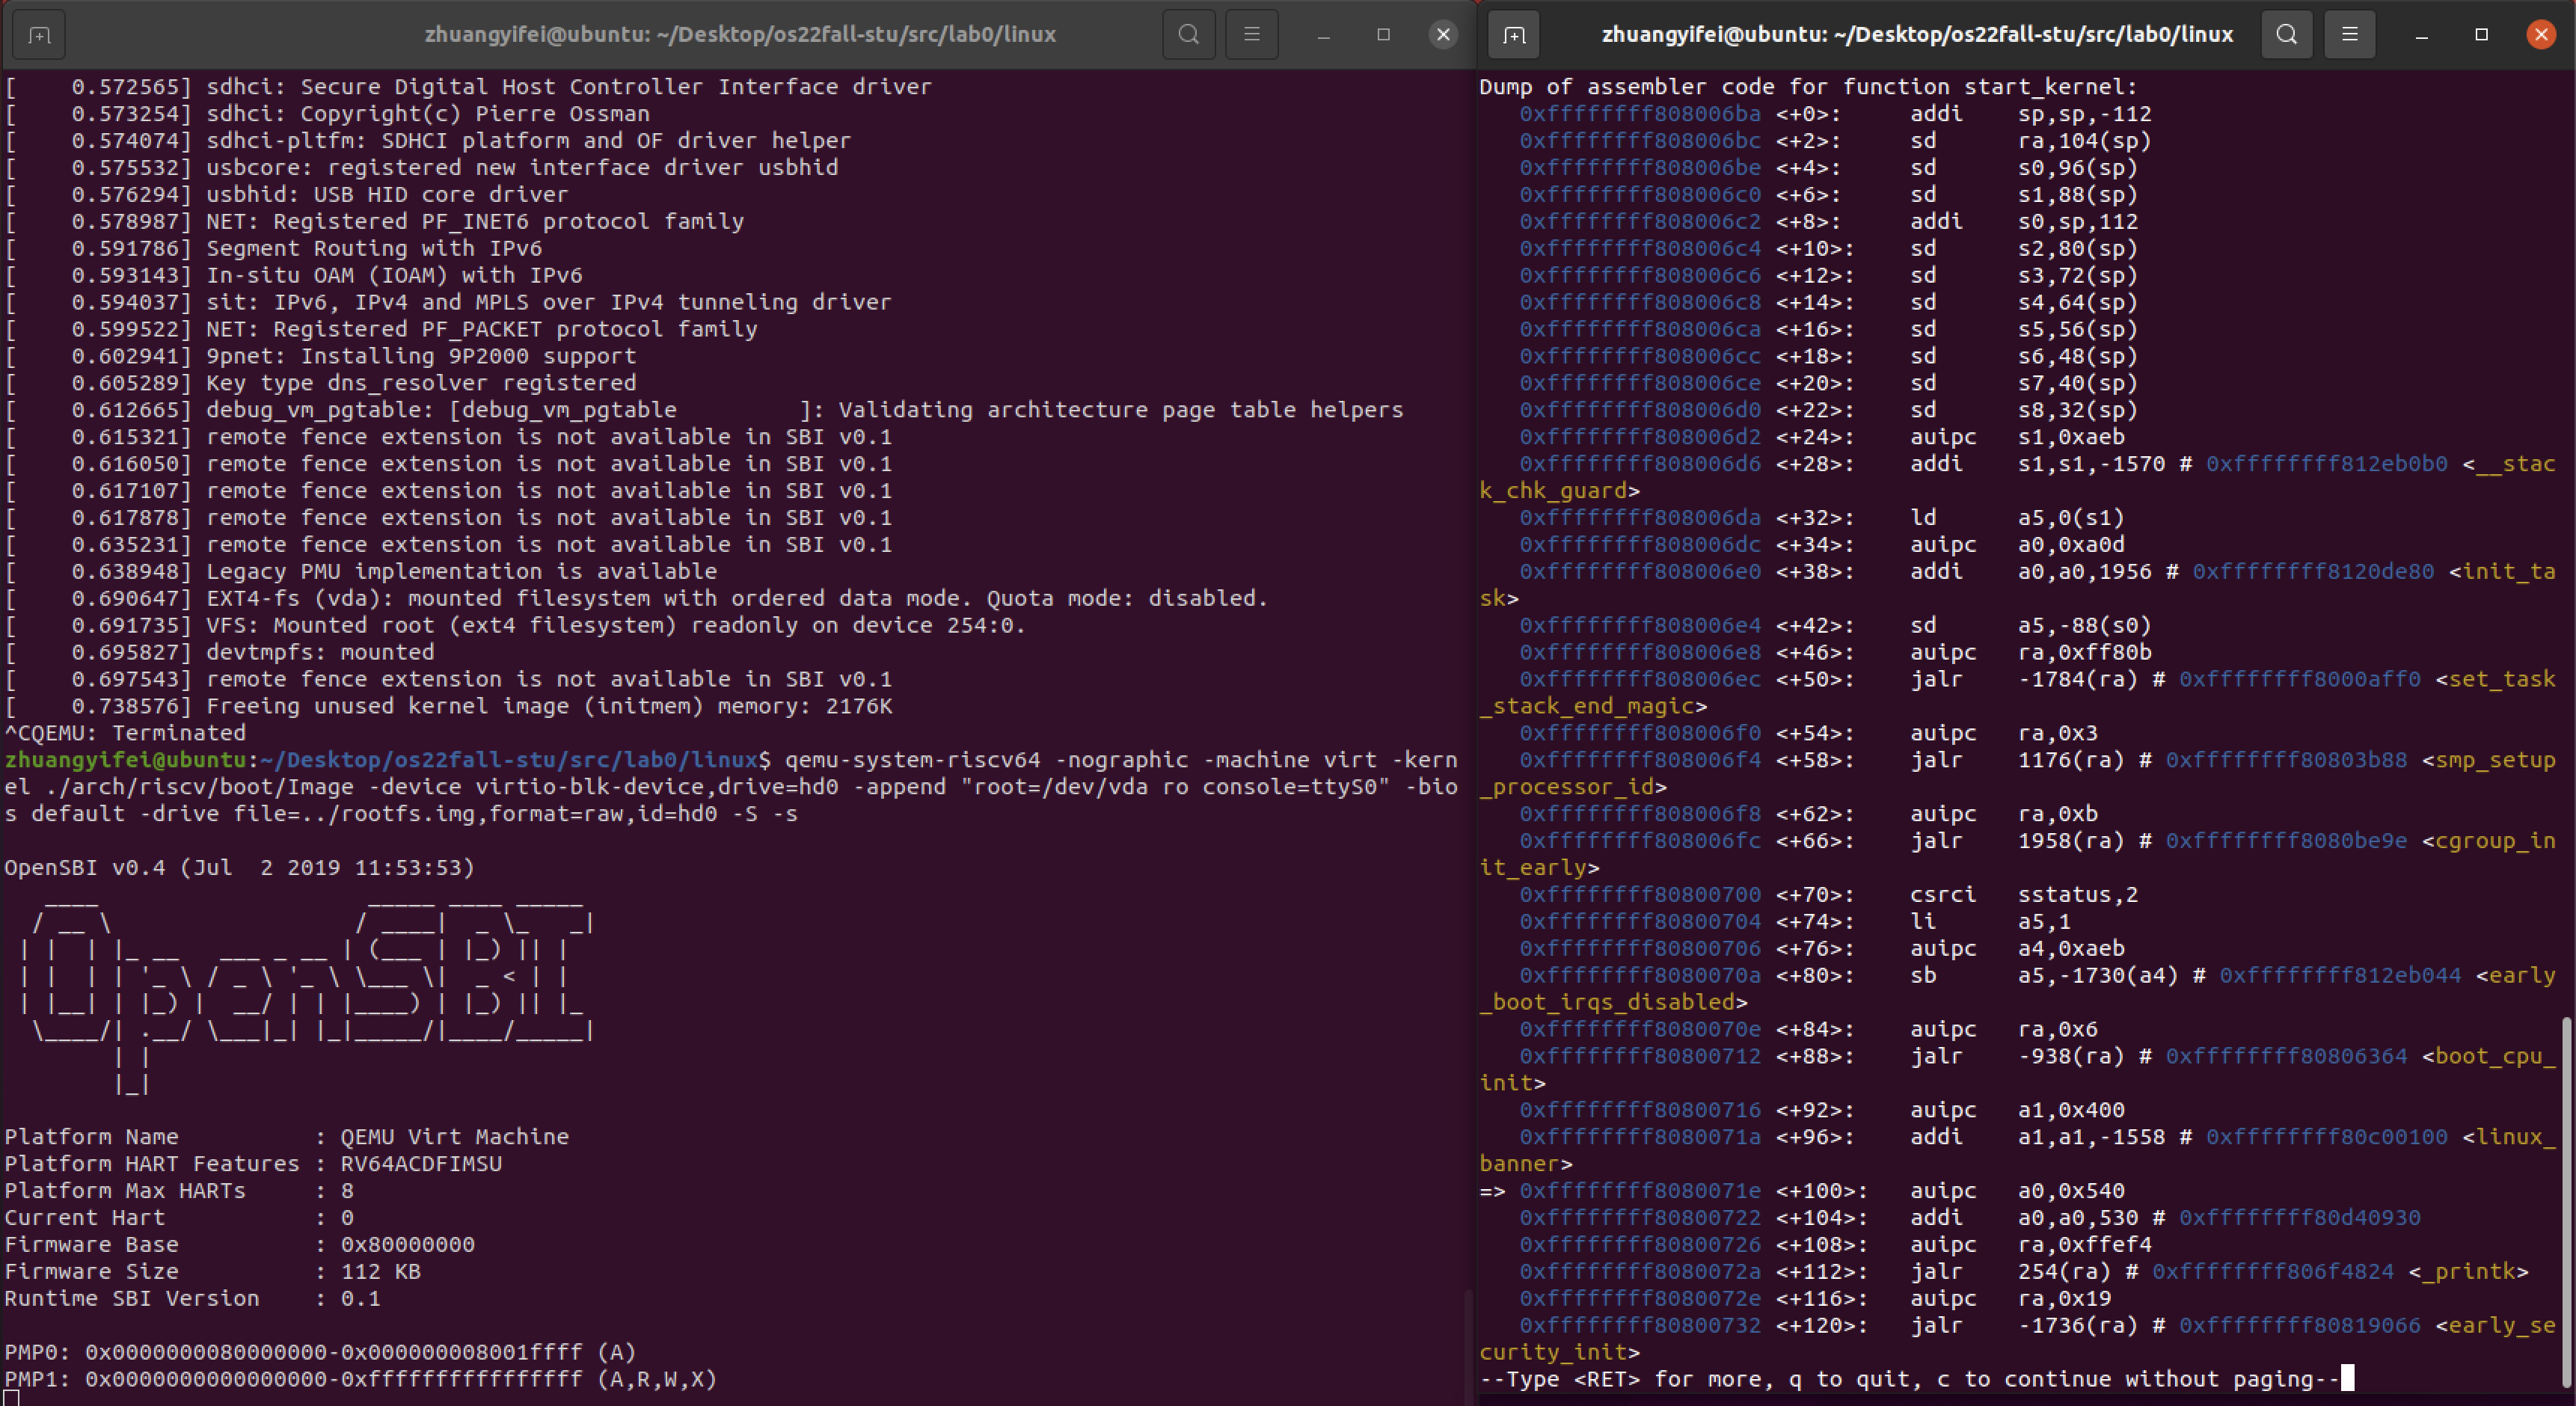 zhuangyifei@ubuntu: ~/Desktop/os22fall-stu/src/lab0/linux
[    0.572565] sdhci: Secure Digital Host Controller Interface driver
[    0.573254] sdhci: Copyright(c) Pierre Ossman
[    0.574074] sdhci-pltfm: SDHCI platform and OF driver helper
[    0.575532] usbcore: registered new interface driver usbhid
[    0.576294] usbhid: USB HID core driver
[    0.578987] NET: Registered PF_INET6 protocol family
[    0.591786] Segment Routing with IPv6
[    0.593143] In-situ OAM (IOAM) with IPv6
[    0.594037] sit: IPv6, IPv4 and MPLS over IPv4 tunneling driver
[    0.599522] NET: Registered PF_PACKET protocol family
[    0.602941] 9pnet: Installing 9P2000 support
[    0.605289] Key type dns_resolver registered
[    0.612665] debug_vm_pgtable: [debug_vm_pgtable         ]: Validating architecture page table helpers
[    0.615321] remote fence extension is not available in SBI v0.1
[    0.616050] remote fence extension is not available in SBI v0.1
[    0.617107] remote fence extension is not available in SBI v0.1
[    0.617878] remote fence extension is not available in SBI v0.1
[    0.635231] remote fence extension is not available in SBI v0.1
[    0.638948] Legacy PMU implementation is available
[    0.690647] EXT4-fs (vda): mounted filesystem with ordered data mode. Quota mode: disabled.
[    0.691735] VFS: Mounted root (ext4 filesystem) readonly on device 254:0.
[    0.695827] devtmpfs: mounted
[    0.697543] remote fence extension is not available in SBI v0.1
[    0.738576] Freeing unused kernel image (initmem) memory: 2176K
^CQEMU: Terminated
zhuangyifei@ubuntu:~/Desktop/os22fall-stu/src/lab0/linux$ qemu-system-riscv64 -nographic -machine virt -kern
el ./arch/riscv/boot/Image -device virtio-blk-device,drive=hd0 -append "root=/dev/vda ro console=ttyS0" -bio
s default -drive file=../rootfs.img,format=raw,id=hd0 -S -s
OpenSBI v0.4 (Jul  2 2019 11:53:53)
OpenSBI
Platform Name          : QEMU Virt Machine
Platform HART Features : RV64ACDFIMSU
Platform Max HARTs     : 8
Current Hart           : 0
Firmware Base          : 0x80000000
Firmware Size          : 112 KB
Runtime SBI Version    : 0.1
PMP0: 0x0000000080000000-0x000000008001ffff (A)
PMP1: 0x0000000000000000-0xffffffffffffffff (A,R,W,X)
zhuangyifei@ubuntu: ~/Desktop/os22fall-stu/src/lab0/linux
Dump of assembler code for function start_kernel:
   0xffffffff808006ba <+0>:     addi    sp,sp,-112
   0xffffffff808006bc <+2>:     sd      ra,104(sp)
   0xffffffff808006be <+4>:     sd      s0,96(sp)
   0xffffffff808006c0 <+6>:     sd      s1,88(sp)
   0xffffffff808006c2 <+8>:     addi    s0,sp,112
   0xffffffff808006c4 <+10>:    sd      s2,80(sp)
   0xffffffff808006c6 <+12>:    sd      s3,72(sp)
   0xffffffff808006c8 <+14>:    sd      s4,64(sp)
   0xffffffff808006ca <+16>:    sd      s5,56(sp)
   0xffffffff808006cc <+18>:    sd      s6,48(sp)
   0xffffffff808006ce <+20>:    sd      s7,40(sp)
   0xffffffff808006d0 <+22>:    sd      s8,32(sp)
   0xffffffff808006d2 <+24>:    auipc   s1,0xaeb
   0xffffffff808006d6 <+28>:    addi    s1,s1,-1570 # 0xffffffff812eb0b0 <__stac
k_chk_guard>
   0xffffffff808006da <+32>:    ld      a5,0(s1)
   0xffffffff808006dc <+34>:    auipc   a0,0xa0d
   0xffffffff808006e0 <+38>:    addi    a0,a0,1956 # 0xffffffff8120de80 <init_ta
sk>
   0xffffffff808006e4 <+42>:    sd      a5,-88(s0)
   0xffffffff808006e8 <+46>:    auipc   ra,0xff80b
   0xffffffff808006ec <+50>:    jalr    -1784(ra) # 0xffffffff8000aff0 <set_task
_stack_end_magic>
   0xffffffff808006f0 <+54>:    auipc   ra,0x3
   0xffffffff808006f4 <+58>:    jalr    1176(ra) # 0xffffffff80803b88 <smp_setup
_processor_id>
   0xffffffff808006f8 <+62>:    auipc   ra,0xb
   0xffffffff808006fc <+66>:    jalr    1958(ra) # 0xffffffff8080be9e <cgroup_in
it_early>
   0xffffffff80800700 <+70>:    csrci   sstatus,2
   0xffffffff80800704 <+74>:    li      a5,1
   0xffffffff80800706 <+76>:    auipc   a4,0xaeb
   0xffffffff8080070a <+80>:    sb      a5,-1730(a4) # 0xffffffff812eb044 <early
_boot_irqs_disabled>
   0xffffffff8080070e <+84>:    auipc   ra,0x6
   0xffffffff80800712 <+88>:    jalr    -938(ra) # 0xffffffff80806364 <boot_cpu_
init>
   0xffffffff80800716 <+92>:    auipc   a1,0x400
   0xffffffff8080071a <+96>:    addi    a1,a1,-1558 # 0xffffffff80c00100 <linux_
banner>
=> 0xffffffff8080071e <+100>:   auipc   a0,0x540
   0xffffffff80800722 <+104>:   addi    a0,a0,530 # 0xffffffff80d40930
   0xffffffff80800726 <+108>:   auipc   ra,0xffef4
   0xffffffff8080072a <+112>:   jalr    254(ra) # 0xffffffff806f4824 <_printk>
   0xffffffff8080072e <+116>:   auipc   ra,0x19
   0xffffffff80800732 <+120>:   jalr    -1736(ra) # 0xffffffff80819066 <early_se
curity_init>
--Type <RET> for more, q to quit, c to continue without paging--